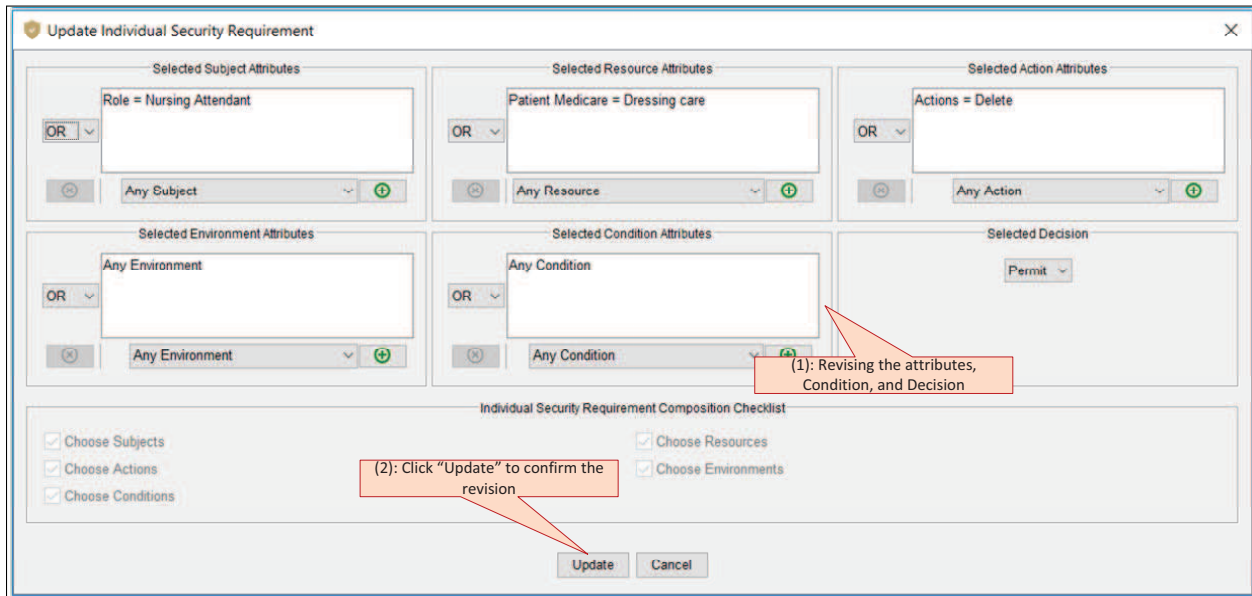 Update Individual Security Requirement
Selected Subject Attributes
Role = Nursing Attendant
OR
Any Subject
Selected Resource Attributes
Patient Medicare = Dressing care
OR
Any Resource
Selected Action Attributes
Actions = Delete
OR
Any Action
Selected Environment Attributes
Any Environment
OR
Any Environment
Selected Condition Attributes
Any Condition
OR
Any Condition
Selected Decision
Permit
(1): Revising the attributes,
Condition, and Decision
Individual Security Requirement Composition Checklist
Choose Subjects
Choose Resources
Choose Actions
Choose Environments
Choose Conditions
(2): Click “Update” to confirm the
revision
Update
Cancel